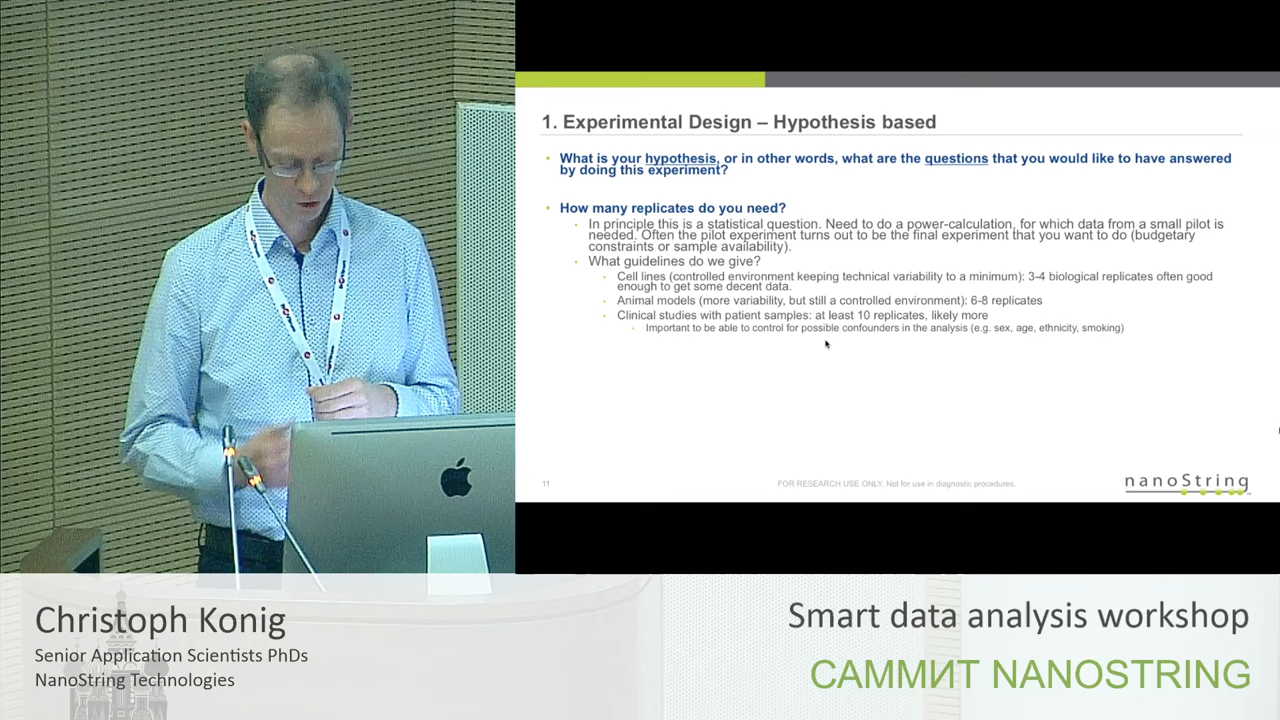 1. Experimental Design – Hypothesis based
What is your hypothesis, or in other words, what are the questions that you would like to have answered
by doing this experiment?
How many replicates do you need?
In principle this is a statistical question. Need to do a power-calculation, for which data from a small pilot is
needed. Often the pilot experiment turns out to be the final experiment that you want to do (budgetary
constraints or sample availability).
What guidelines do we give?
Cell lines (controlled environment keeping technical variability to a minimum): 3-4 biological replicates often good
enough to get some decent data.
Animal models (more variability, but still a controlled environment): 6-8 replicates
Clinical studies with patient samples: at least 10 replicates, likely more
Important to be able to control for possible confounders in the analysis (e.g. sex, age, ethnicity, smoking)
11
FOR RESEARCH USE ONLY. Not for use in diagnostic procedures.
nanoString
Christoph Konig
Senior Application Scientists PhDs
NanoString Technologies
Smart data analysis workshop
САММИТ NANOSTRING